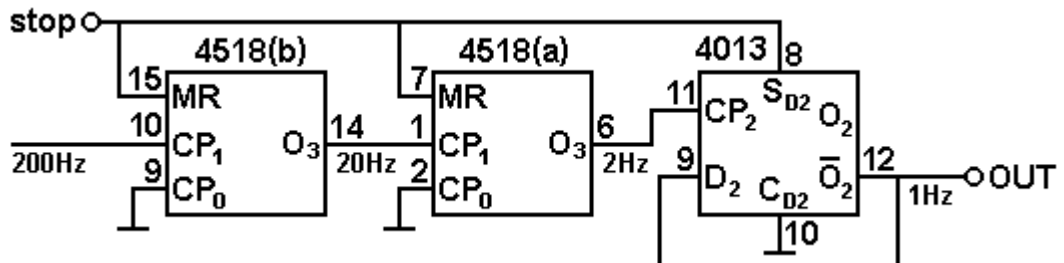 stop
4518(b)
4518(a)
4013
8
15
MR
7
MR
11
CP2
SD2
O2
10
CP1
O3
14
1
CP1
O3
6
200Hz
20Hz
2Hz
9
CP0
2
CP0
9
D2
CD2
O̅2
12
OUT
1Hz
10